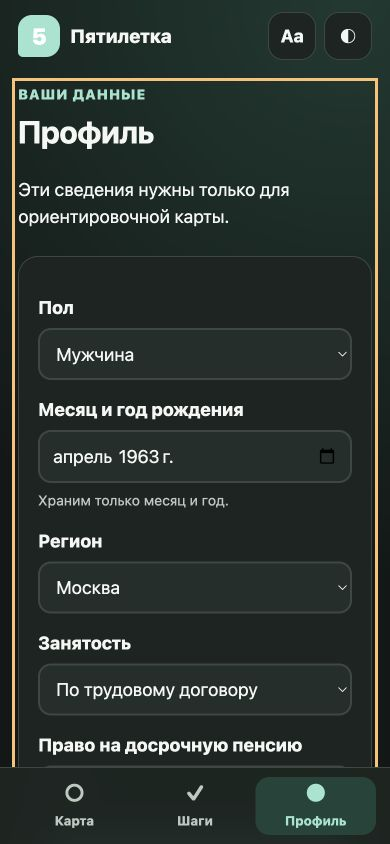 5 Пятилетка Aa
ВАШИ ДАННЫЕ
Профиль
Эти сведения нужны только для
ориентировочной карты.
Пол
Мужчина
Месяц и год рождения
апрель 1963 г.
Храним только месяц и год.
Регион
Москва
Занятость
По трудовому договору
Право на досрочную пенсию
Карта Шаги Профиль